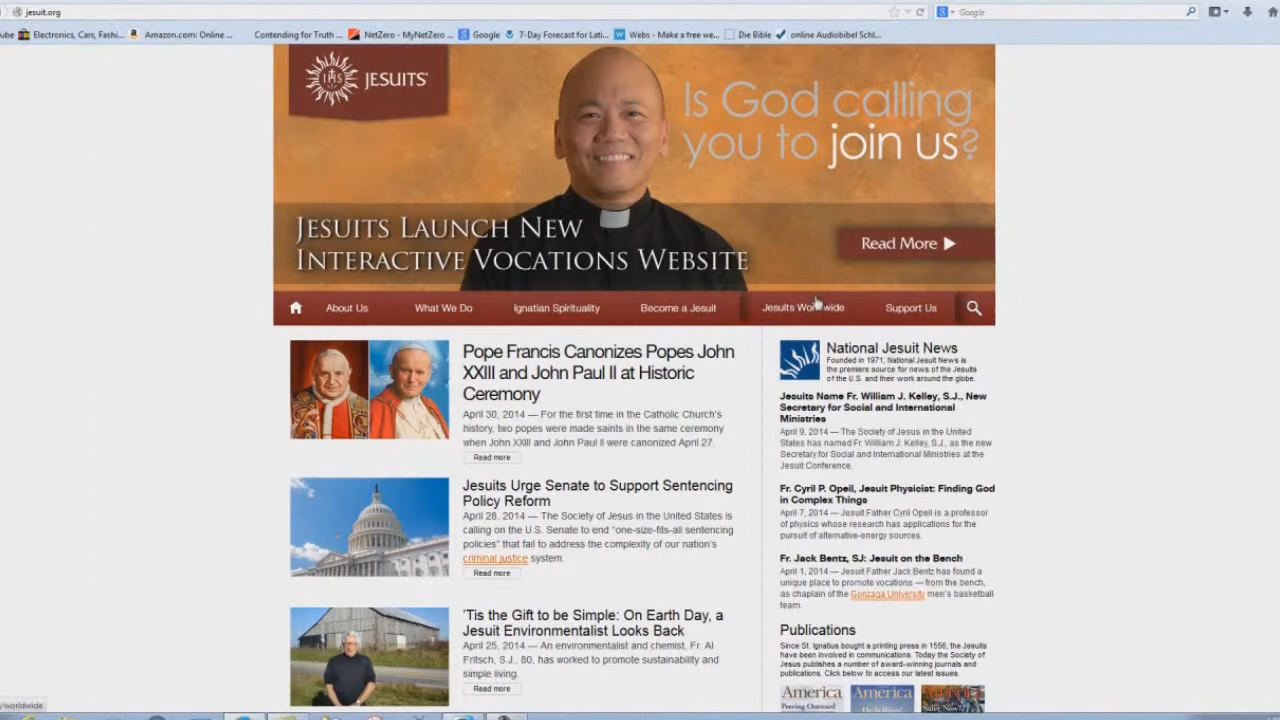 jesuit.org
Google
ube
Electronics, Cars, Fashi...
Amazon.com: Online ...
Contending for Truth ...
NetZero - MyNetZero ...
Google
7-Day Forecast for Lati...
Webs - Make a free we...
Die Bible
online Audiobibel Schl...
IHS
JESUITS
Is God calling
you to join us?
JESUITS LAUNCH NEW
INTERACTIVE VOCATIONS WEBSITE
Read More
About Us
What We Do
Ignatian Spirituality
Become a Jesuit
Jesuits Worldwide
Support Us
Pope Francis Canonizes Popes John
XXIII and John Paul II at Historic
Ceremony
April 30, 2014 — For the first time in the Catholic Church's
history, two popes were made saints in the same ceremony
when John XXIII and John Paul II were canonized April 27.
Read more
Jesuits Urge Senate to Support Sentencing
Policy Reform
April 28, 2014 — The Society of Jesus in the United States is
calling on the U.S. Senate to end “one-size-fits-all sentencing
policies” that fail to address the complexity of our nation's
criminal justice system.
Read more
'Tis the Gift to be Simple: On Earth Day, a
Jesuit Environmentalist Looks Back
April 25, 2014 — An environmentalist and chemist, Fr. Al
Fritsch, S.J., 80, has worked to promote sustainability and
simple living.
Read more
National Jesuit News
Founded in 1971, National Jesuit News is
the premiere source for news of the Jesuits
of the U.S. and their work around the globe.
Jesuits Name Fr. William J. Kelley, S.J., New
Secretary for Social and International
Ministries
April 9, 2014 — The Society of Jesus in the United
States has named Fr. William J. Kelley, S.J., as the new
Secretary for Social and International Ministries at the
Jesuit Conference.
Fr. Cyril P. Opeil, Jesuit Physicist: Finding God
in Complex Things
April 7, 2014 — Jesuit Father Cyril Opeil is a professor
of physics whose research has applications for the
pursuit of alternative-energy sources.
Fr. Jack Bentz, SJ: Jesuit on the Bench
April 1, 2014 — Jesuit Father Jack Bentz has found a
unique place to promote vocations — from the bench,
as chaplain of the Gonzaga University men's basketball
team.
Publications
Since St. Ignatius bought a printing press in 1556, the Jesuits
have been involved in communications. Today the Society of
Jesus publishes a number of award-winning journals and
publications. Click below to access our latest issues.
America
Peering Outward
America
America
/worldwide